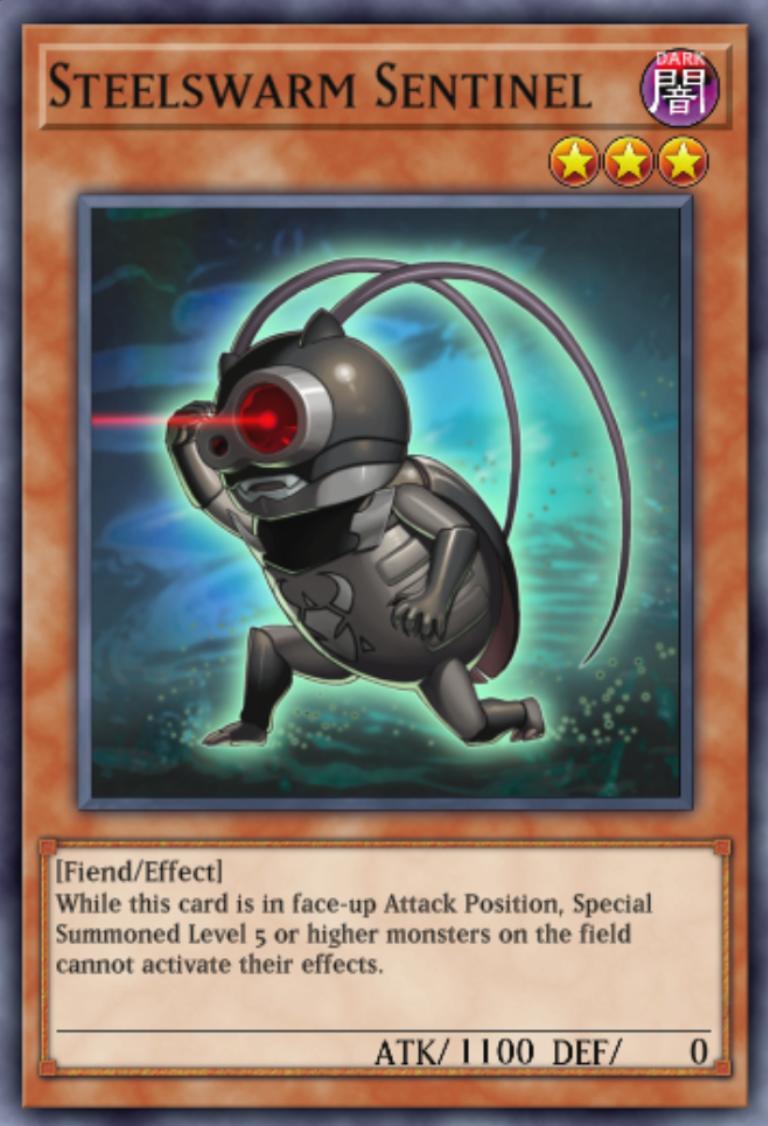 Steelswarm Sentinel
DARK
闇
[Fiend/Effect]
While this card is in face-up Attack Position, Special
Summoned Level 5 or higher monsters on the field
cannot activate their effects.
ATK/ 1100 DEF/ 0